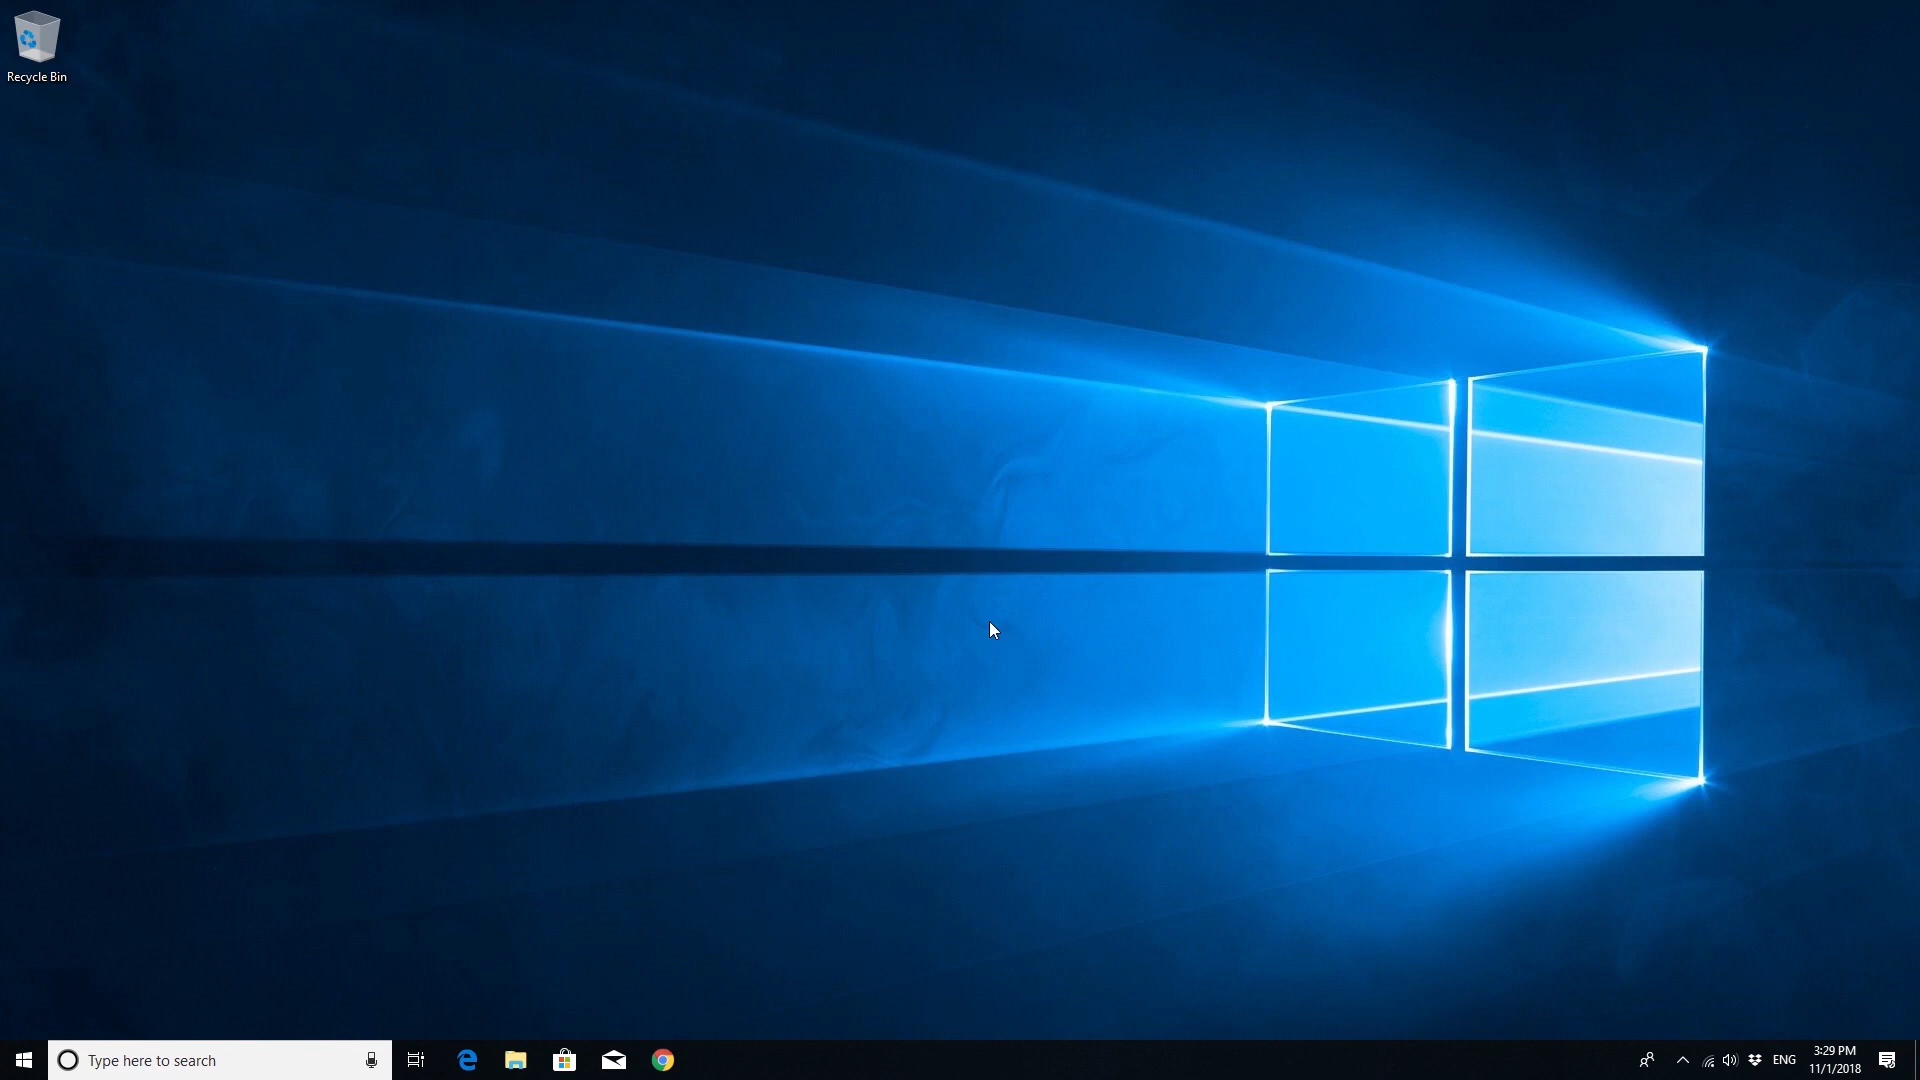 Recycle Bin
Type here to search
ENG
3:29 PM
11/1/2018